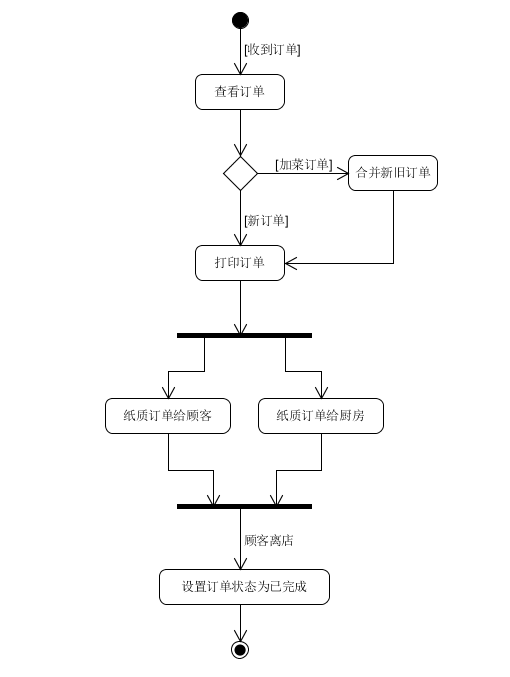 [收到订单]
查看订单
[加菜订单]
合并新旧订单
[新订单]
打印订单
纸质订单给顾客
纸质订单给厨房
顾客离店
设置订单状态为已完成